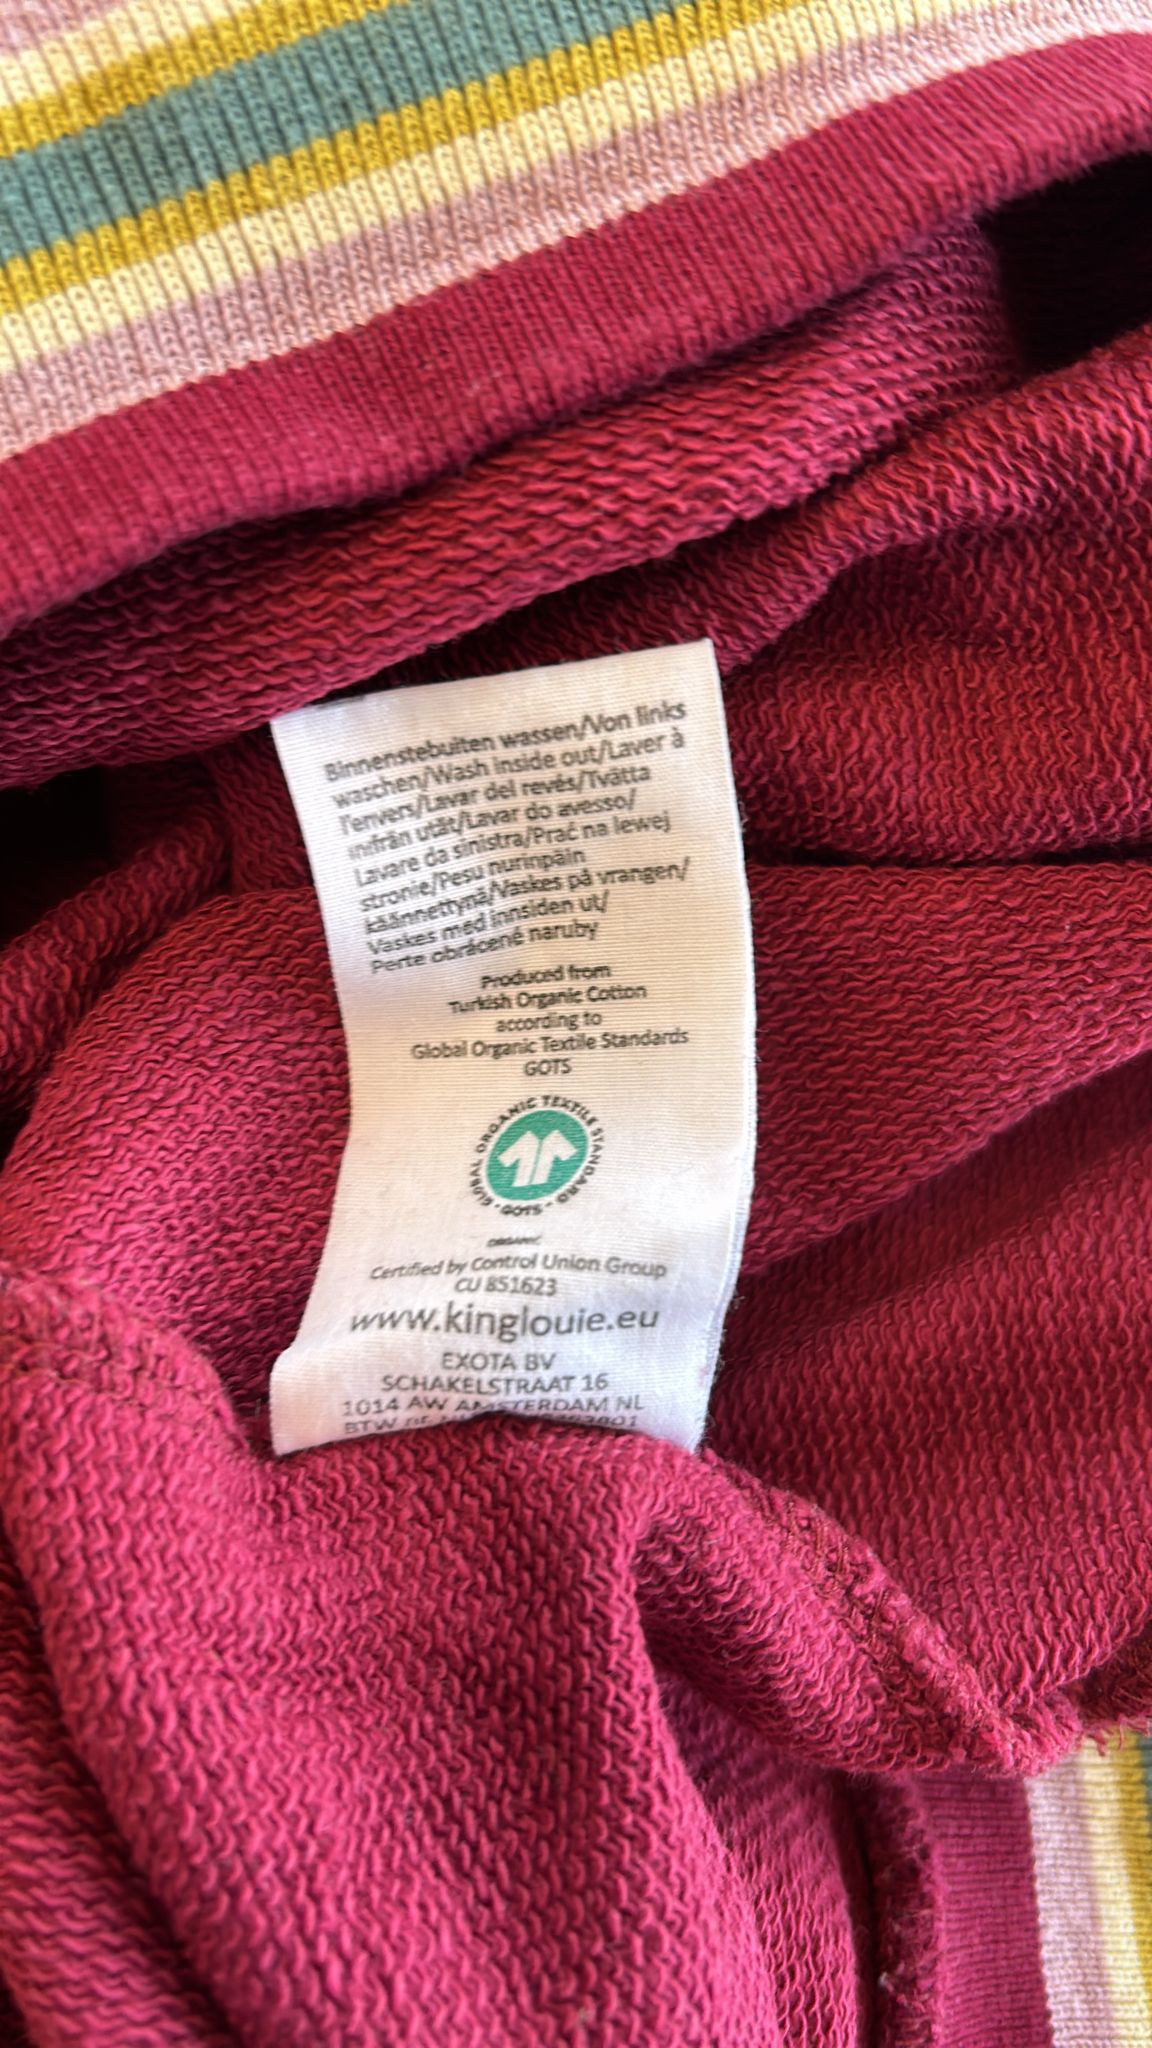 Binnenstebuiten wassen/Von links
waschen/Wash inside out/Laver à
l'envers/Lavar del revés/Tvätta
inifrån utåt/Lavar do avesso/
Lavare da sinistra/Prać na lewej
stronie/Pesu nurinpäin
käännettynä/Vaskes på vrangen/
Vaskes med innsiden ut/
Perte obráceně naruby
Produced from
Turkish Organic Cotton
according to
Global Organic Textile Standards
GOTS
GLOBAL ORGANIC TEXTILE STANDARD · GOTS ·
ORGANIC
Certified by Control Union Group
CU 851623
www.kinglouie.eu
EXOTA BV
SCHAKELSTRAAT 16
1014 AW AMSTERDAM NL
BTW